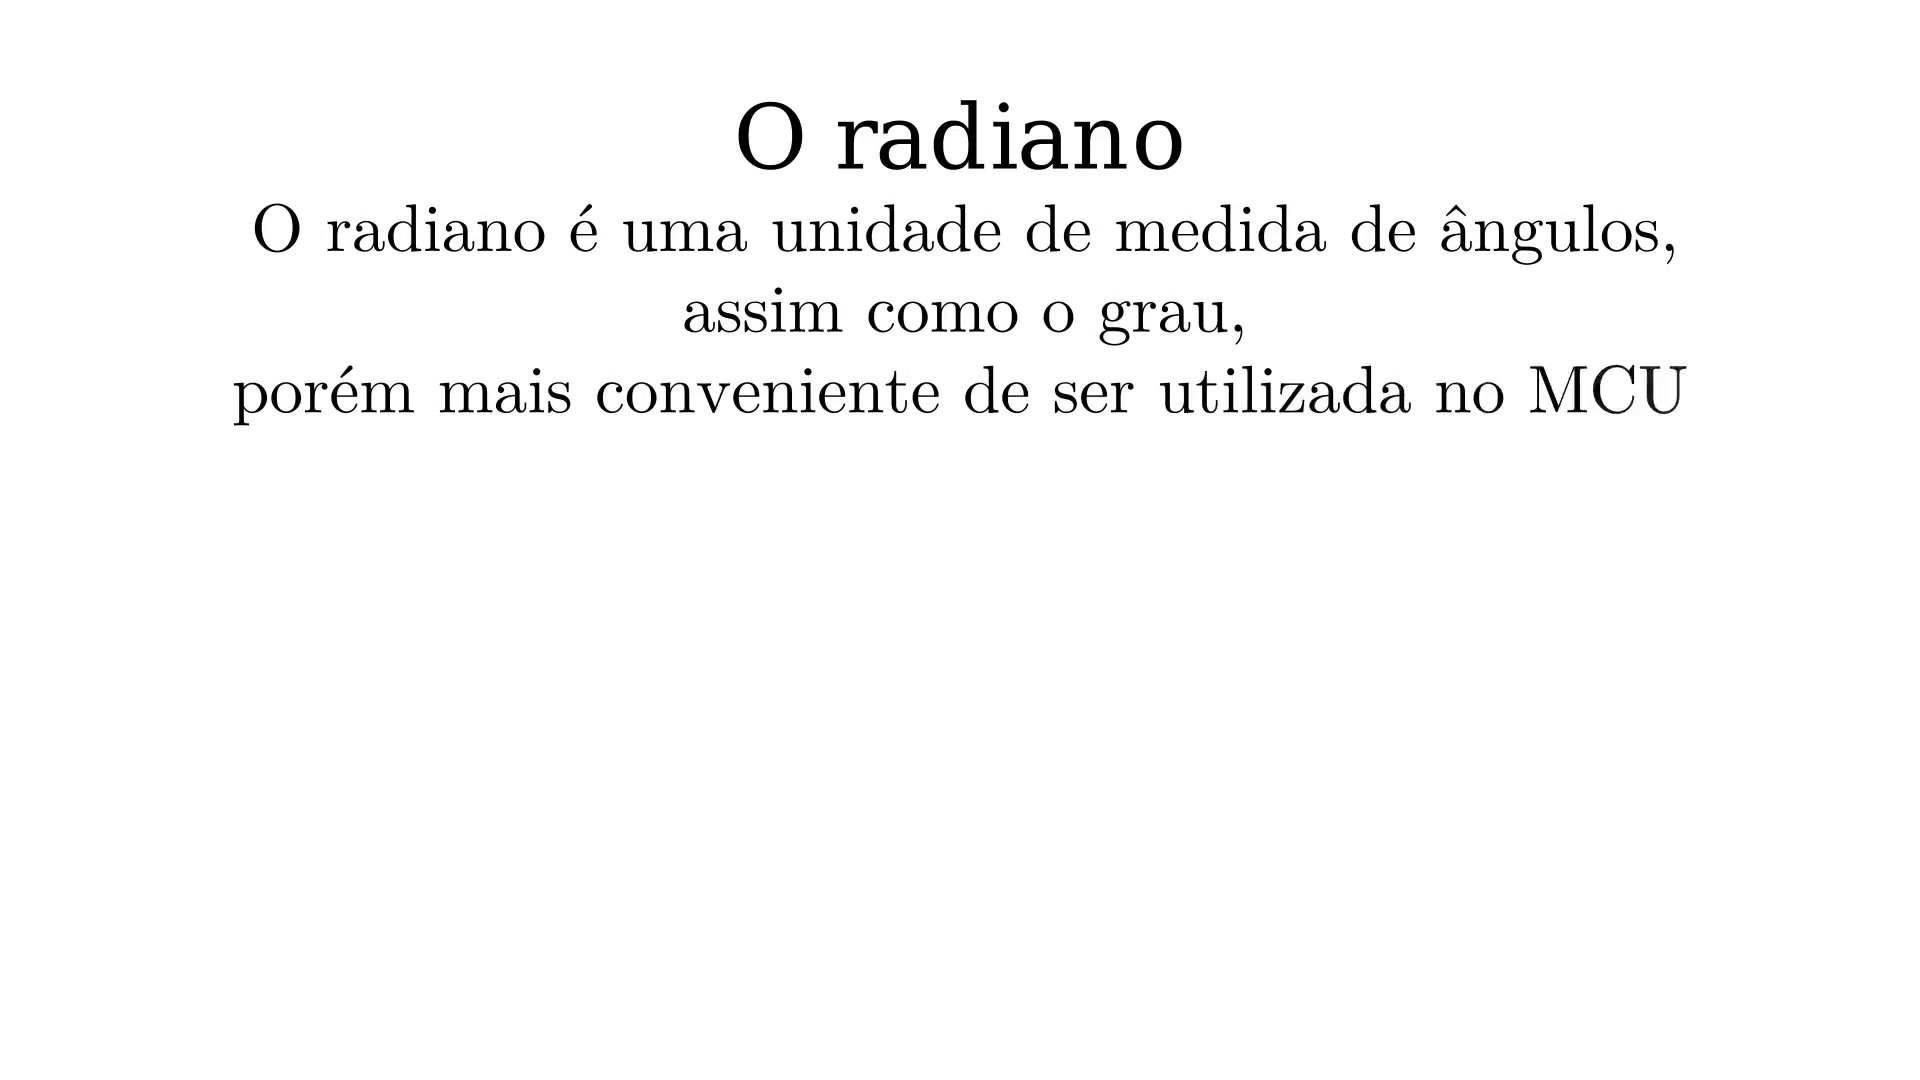 O radiano
O radiano é uma unidade de medida de ângulos,
assim como o grau,
porém mais conveniente de ser utilizada no MCU